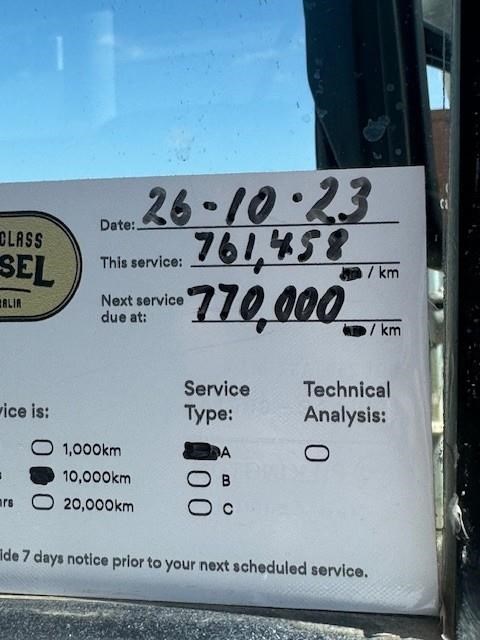 CLASS
SEL
RALIA
Date: 26-10-23
This service: 761,458 / km
Next service due at: 770,000 / km
vice is:
Service Type:
Technical Analysis:
1,000km
A
s
10,000km
B
rs
20,000km
C
ide 7 days notice prior to your next scheduled service.